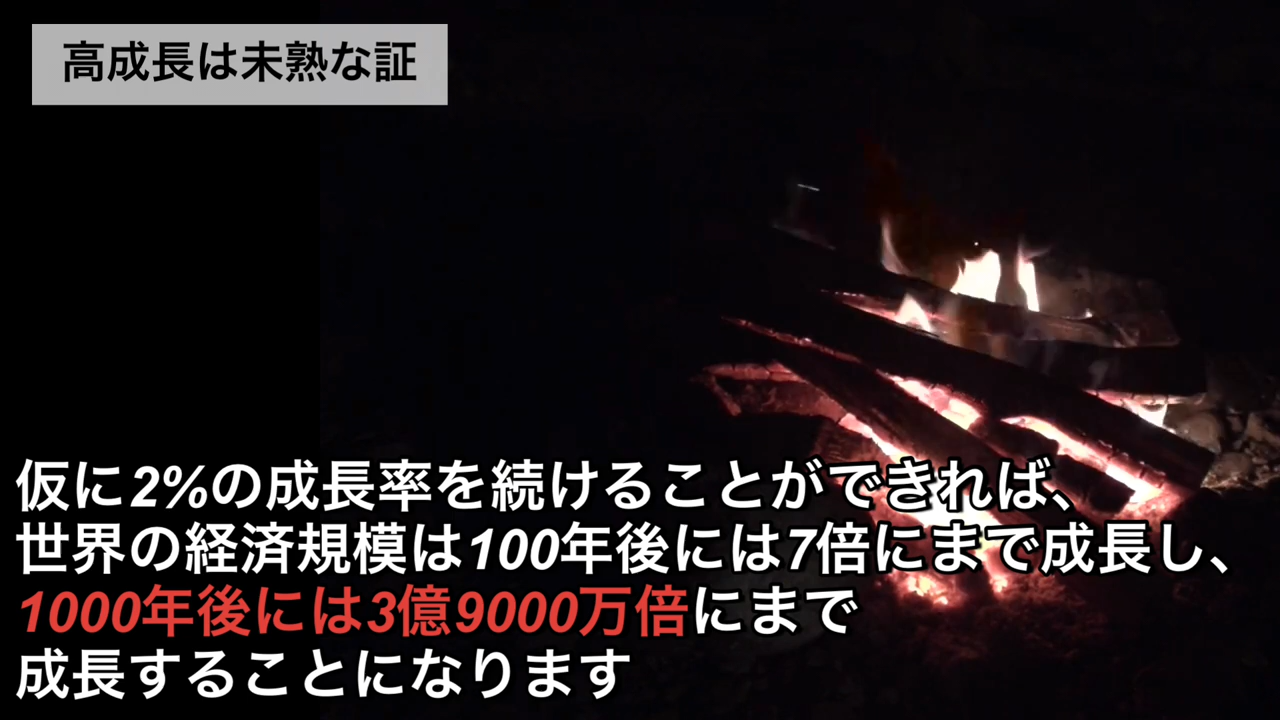 高成長は未熟な証
仮に2%の成長率を続けることができれば、
世界の経済規模は100年後には7倍にまで成長し、
1000年後には3億9000万倍にまで
成長することになります